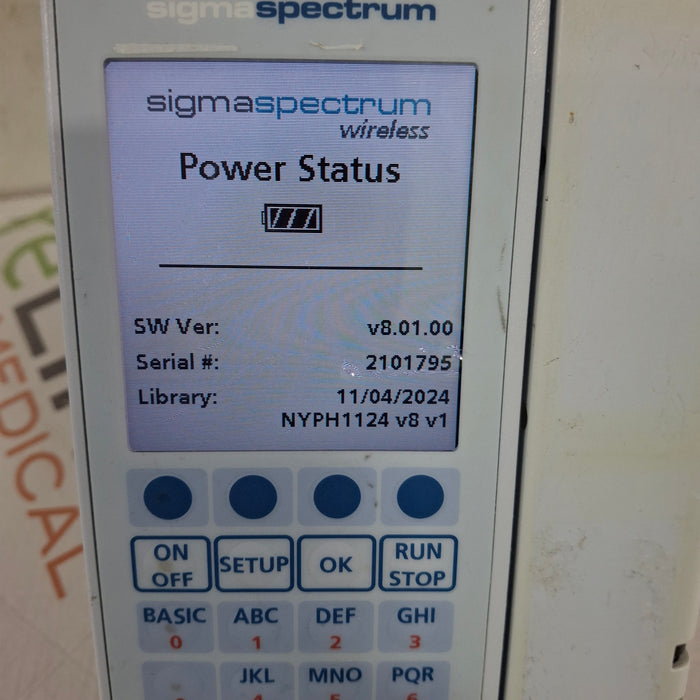 sigmaspectrum
sigmaspectrum
wireless
Power Status
SW Ver: v8.01.00
Serial #: 2101795
Library: 11/04/2024
NYPH1124 v8 v1
ON OFF
SETUP
OK
RUN STOP
BASIC ABC DEF GHI
0 1 2 3
JKL MNO PQR
MEDICAL